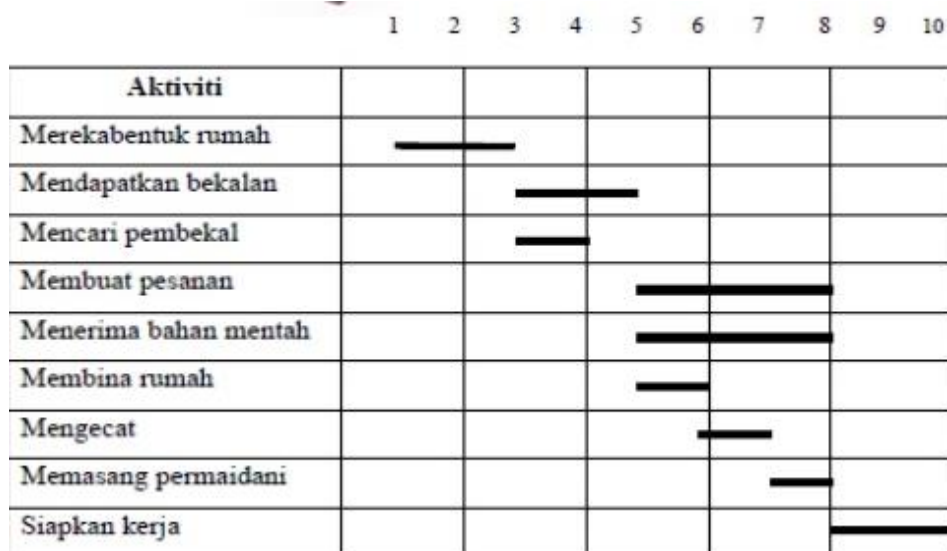 1 2 3 4 5 6 7 8 9 10
Aktiviti
Merekabentuk rumah
Mendapatkan bekalan
Mencari pembekal
Membuat pesanan
Menerima bahan mentah
Membina rumah
Mengecat
Memasang permaidani
Siapkan kerja